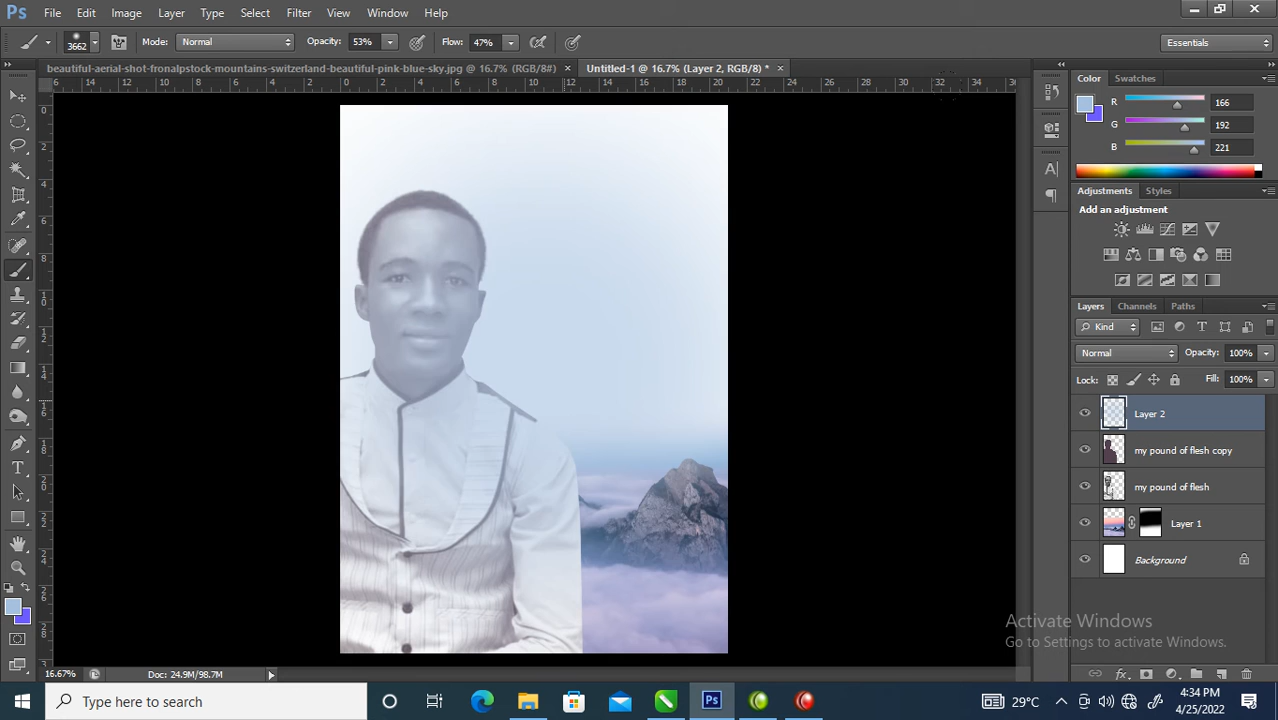 Ps File Edit Image Layer Type Select Filter 3D View Window Help
3662 Mode: Normal Opacity: 53% Flow: 47% Essentials
beautiful-aerial-shot-fronalpstock-mountains-switzerland-beautiful-pink-blue-sky.jpg @ 16.7% (RGB/8#) × Untitled-1 @ 16.7% (Layer 2, RGB/8) * ×
Color Swatches
R 166
G 192
B 221
Adjustments Styles
Add an adjustment
Layers Channels Paths
Kind
Normal Opacity: 100%
Lock: Fill: 100%
Layer 2
my pound of flesh copy
my pound of flesh
Layer 1
Background
Activate Windows
Go to Settings to activate Windows.
16.67% Doc: 24.9M/98.7M
Type here to search
29°C
4:34 PM
4/25/2022